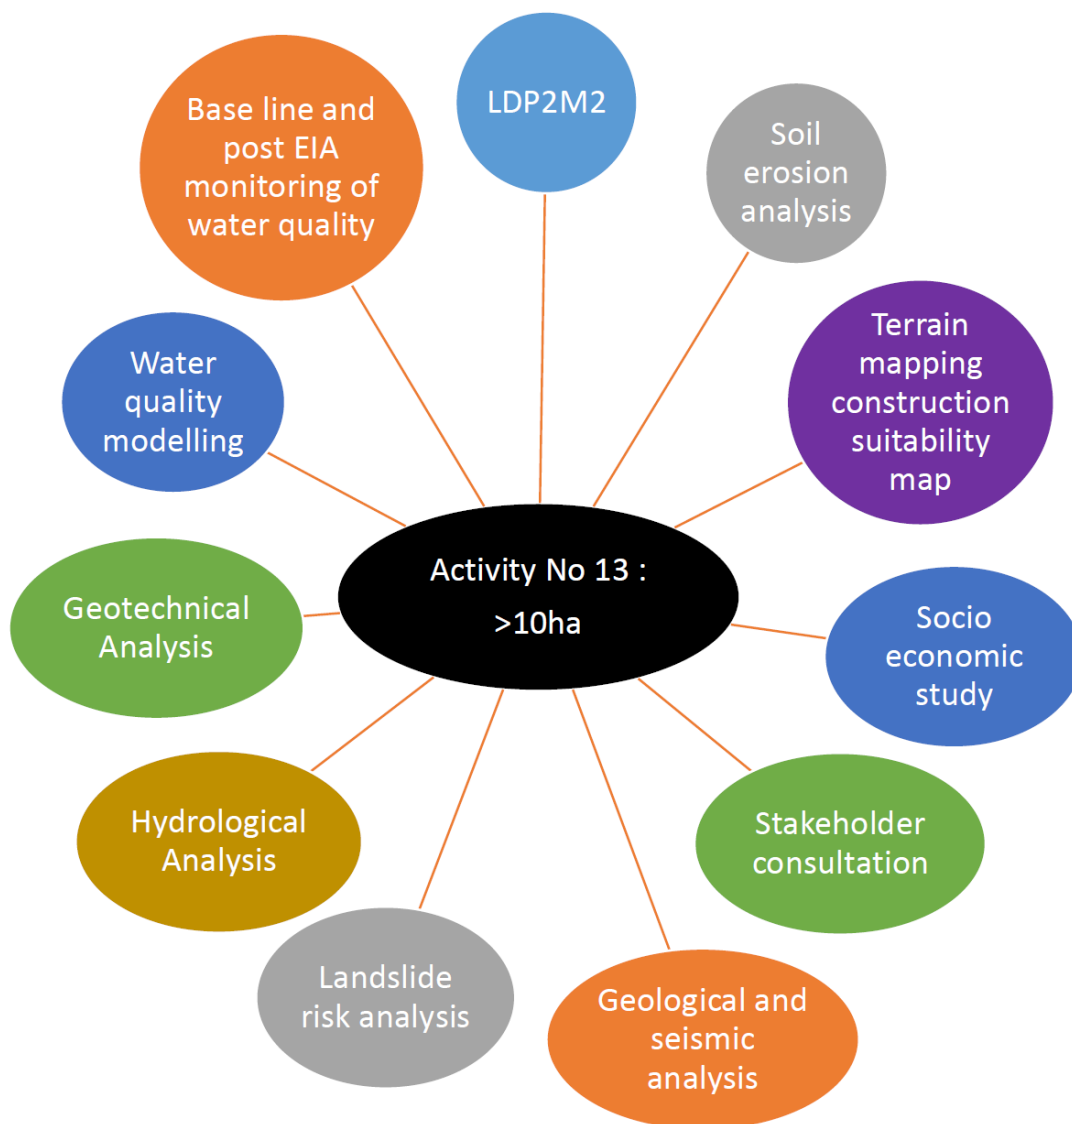 LDP2M2
Soil
erosion
analysis
Terrain
mapping
construction
suitability
map
Socio
economic
study
Stakeholder
consultation
Geological and
seismic
analysis
Landslide
risk analysis
Hydrological
Analysis
Geotechnical
Analysis
Water
quality
modelling
Base line and
post EIA
monitoring of
water quality
Activity No 13 :
>10ha